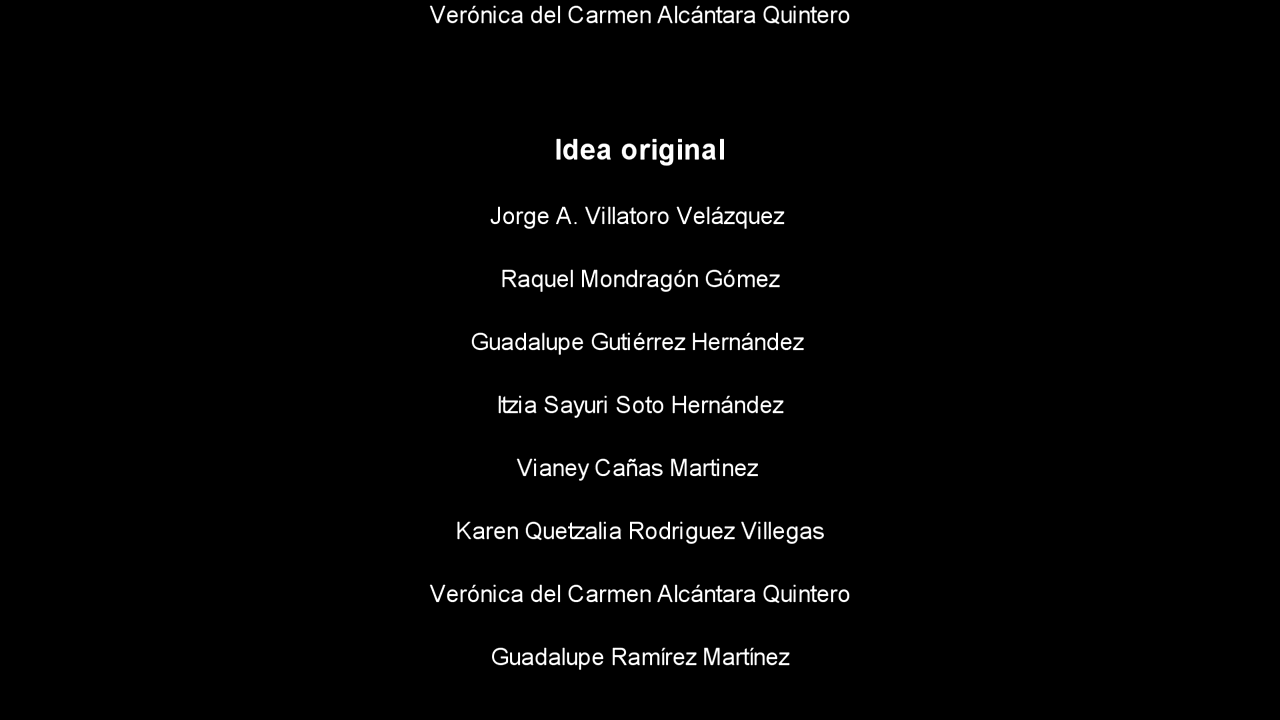 Verónica del Carmen Alcántara Quintero
Idea original
Jorge A. Villatoro Velázquez
Raquel Mondragón Gómez
Guadalupe Gutiérrez Hernández
Itzia Sayuri Soto Hernández
Vianey Cañas Martinez
Karen Quetzalia Rodriguez Villegas
Verónica del Carmen Alcántara Quintero
Guadalupe Ramírez Martínez